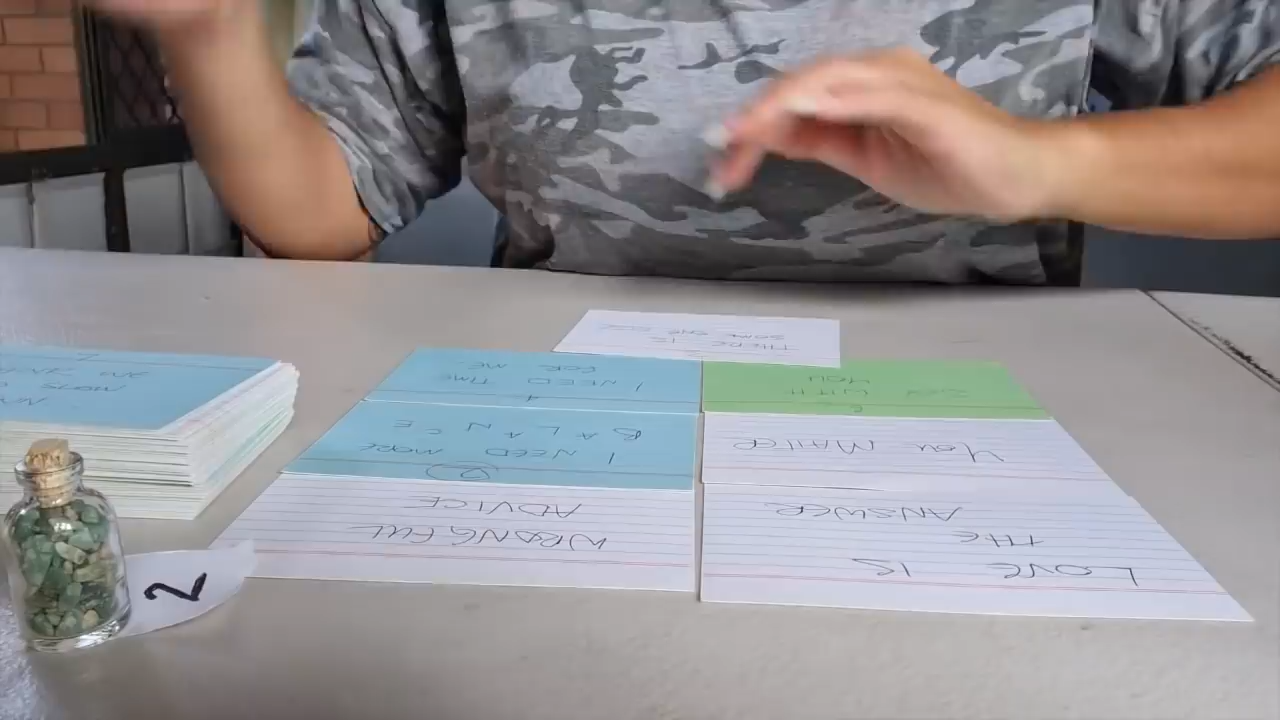 THERE IS
SOME ONE ELSE
I NEED TIME
FOR ME
WITH
YOU
I NEED MORE
BALANCE
YOU MATTER
WRONGFUL
ADVICE
LOVE IS
THE
ANSWER
2